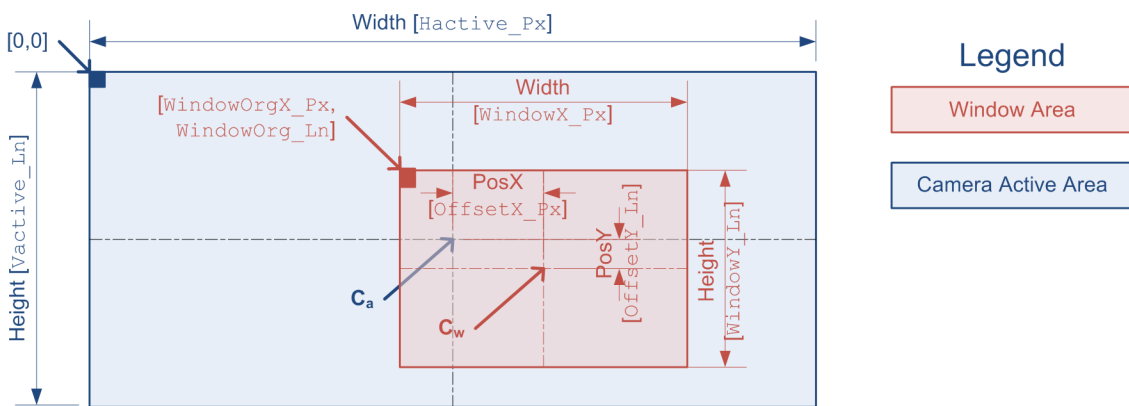 Width [Hactive_Px]
[0,0]
Legend
Width
[WindowX_Px]
[WindowOrgX_Px,
WindowOrg_Ln]
Window Area
Camera Active Area
PosX
[OffsetX_Px]
PosY
[OffsetY_Ln]
Height
[WindowY_Ln]
Height [Vactive_Ln]
Ca
Cw